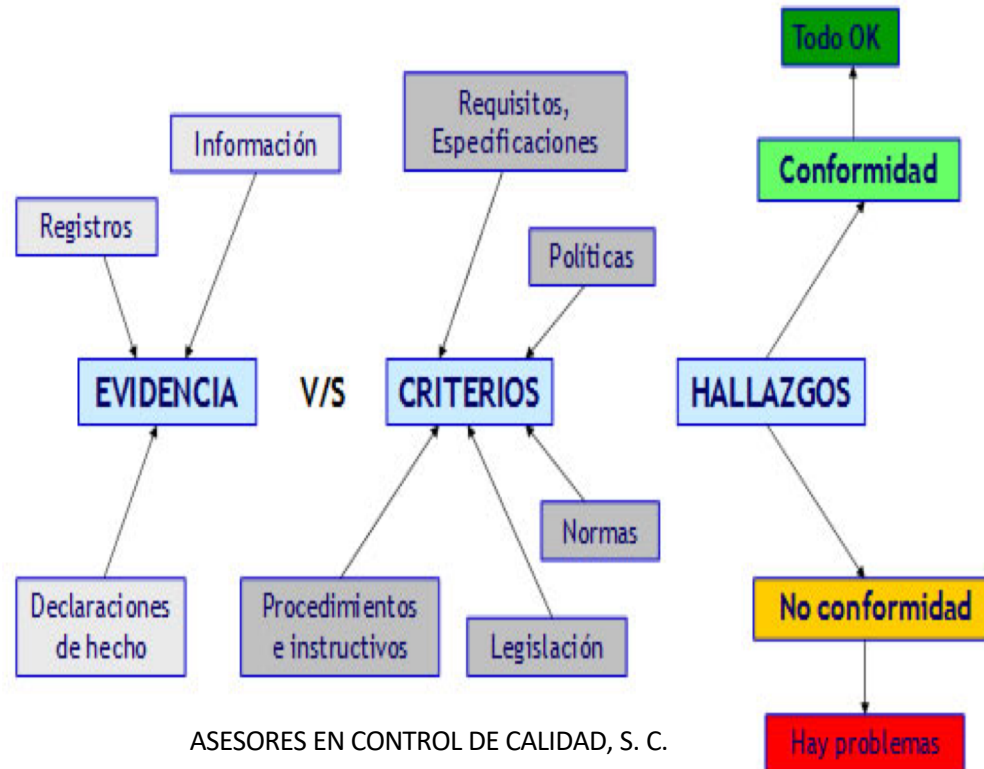 Todo OK
Requisitos,
Especificaciones
Información
Conformidad
Registros
Políticas
EVIDENCIA
V/S
CRITERIOS
HALLAZGOS
Normas
Declaraciones
de hecho
Procedimientos
e instructivos
Legislación
No conformidad
ASESORES EN CONTROL DE CALIDAD, S. C.
Hay problemas